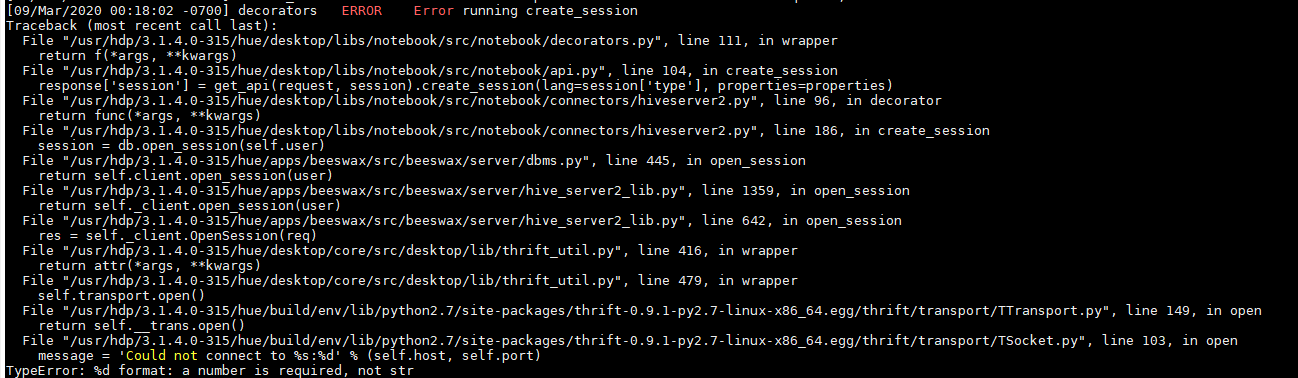 [09/Mar/2020 00:18:02 -0700] decorators   ERROR    Error running create_session
Traceback (most recent call last):
  File "/usr/hdp/3.1.4.0-315/hue/desktop/libs/notebook/src/notebook/decorators.py", line 111, in wrapper
    return f(*args, **kwargs)
  File "/usr/hdp/3.1.4.0-315/hue/desktop/libs/notebook/src/notebook/api.py", line 104, in create_session
    response['session'] = get_api(request, session).create_session(lang=session['type'], properties=properties)
  File "/usr/hdp/3.1.4.0-315/hue/desktop/libs/notebook/src/notebook/connectors/hiveserver2.py", line 96, in decorator
    return func(*args, **kwargs)
  File "/usr/hdp/3.1.4.0-315/hue/desktop/libs/notebook/src/notebook/connectors/hiveserver2.py", line 186, in create_session
    session = db.open_session(self.user)
  File "/usr/hdp/3.1.4.0-315/hue/apps/beeswax/src/beeswax/server/dbms.py", line 445, in open_session
    return self.client.open_session(user)
  File "/usr/hdp/3.1.4.0-315/hue/apps/beeswax/src/beeswax/server/hive_server2_lib.py", line 1359, in open_session
    return self._client.open_session(user)
  File "/usr/hdp/3.1.4.0-315/hue/apps/beeswax/src/beeswax/server/hive_server2_lib.py", line 642, in open_session
    res = self._client.OpenSession(req)
  File "/usr/hdp/3.1.4.0-315/hue/desktop/core/src/desktop/lib/thrift_util.py", line 416, in wrapper
    return attr(*args, **kwargs)
  File "/usr/hdp/3.1.4.0-315/hue/desktop/core/src/desktop/lib/thrift_util.py", line 479, in wrapper
    self.transport.open()
  File "/usr/hdp/3.1.4.0-315/hue/build/env/lib/python2.7/site-packages/thrift-0.9.1-py2.7-linux-x86_64.egg/thrift/transport/TTransport.py", line 149, in open
    return self.__trans.open()
  File "/usr/hdp/3.1.4.0-315/hue/build/env/lib/python2.7/site-packages/thrift-0.9.1-py2.7-linux-x86_64.egg/thrift/transport/TSocket.py", line 103, in open
    message = 'Could not connect to %s:%d' % (self.host, self.port)
TypeError: %d format: a number is required, not str